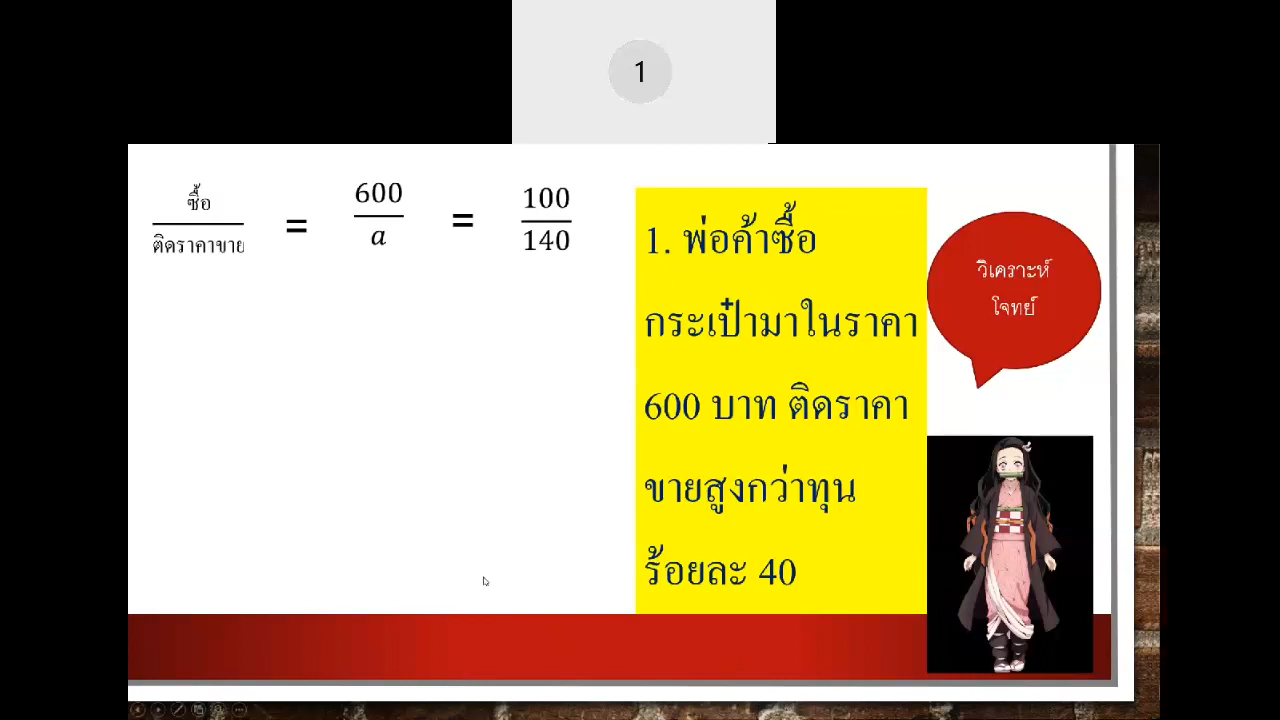 1
ซื้อ
ติดราคาขาย
=
600
a
=
100
140
1. พ่อค้าซื้อ
กระเป๋ามาในราคา
600 บาท ติดราคา
ขายสูงกว่าทุน
ร้อยละ 40
วิเคราะห์
โจทย์